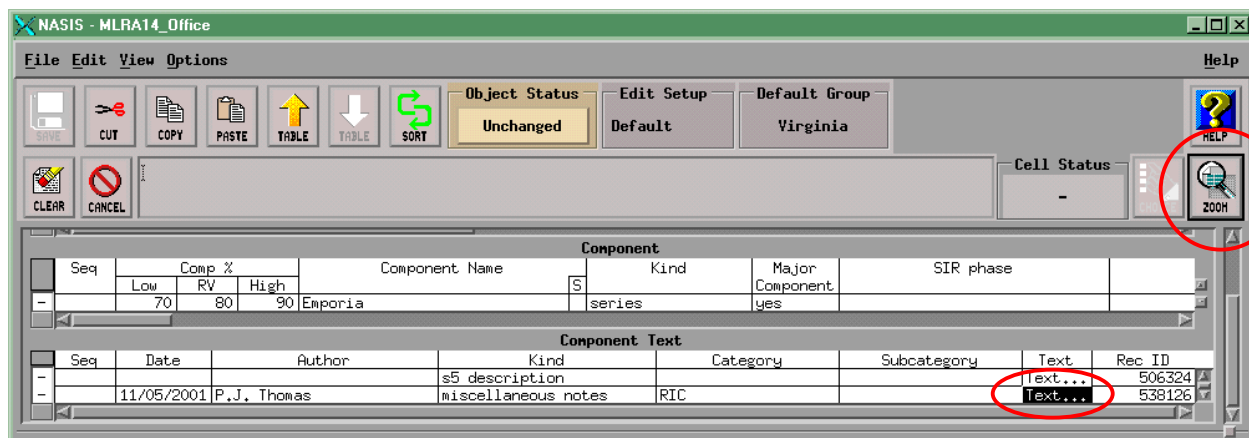 NASIS - MLRA14_Office
File Edit View Options Help
SAVE CUT COPY PASTE TABLE TABLE SORT Object Status Unchanged Edit Setup Default Default Group Virginia HELP
CLEAR CANCEL Cell Status - ZOOM
Component
Seq Comp % Component Name Kind Major Component SIR phase
Low RV High S
- 70 80 90 Emporia series yes
Component Text
Seq Date Author Kind Category Subcategory Text Rec ID
- s5 description Text... 506324
- 11/05/2001 P.J. Thomas miscellaneous notes RIC Text... 538126